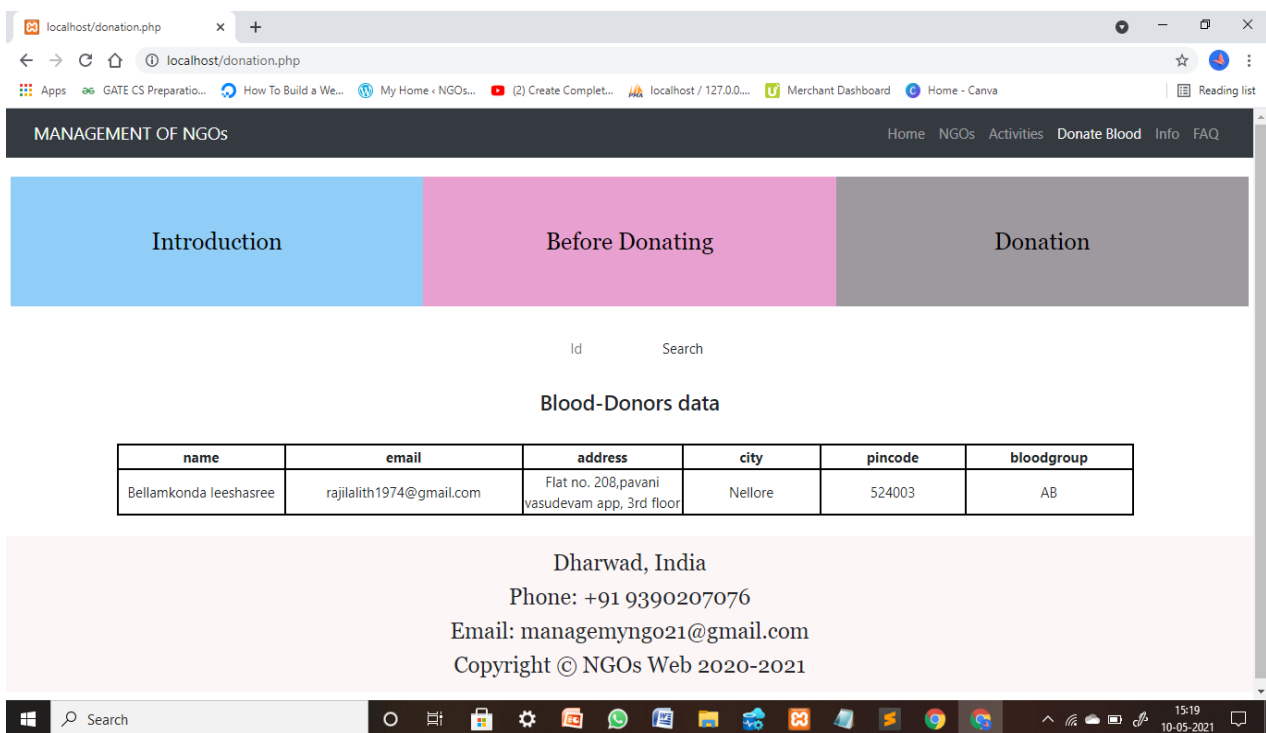 localhost/donation.php
localhost/donation.php
Apps GATE CS Preparatio... How To Build a We... My Home ‹ NGOs... (2) Create Complet... localhost / 127.0.0.... Merchant Dashboard Home - Canva Reading list
MANAGEMENT OF NGOs Home NGOs Activities Donate Blood Info FAQ
Introduction Before Donating Donation
Id Search
Blood-Donors data
name email address city pincode bloodgroup
Bellamkonda leeshasree rajilalith1974@gmail.com Flat no. 208,pavani Nellore 524003 AB
vasudevam app, 3rd floor
Dharwad, India
Phone: +91 9390207076
Email: managemyngo21@gmail.com
Copyright © NGOs Web 2020-2021
Search 15:19
10-05-2021